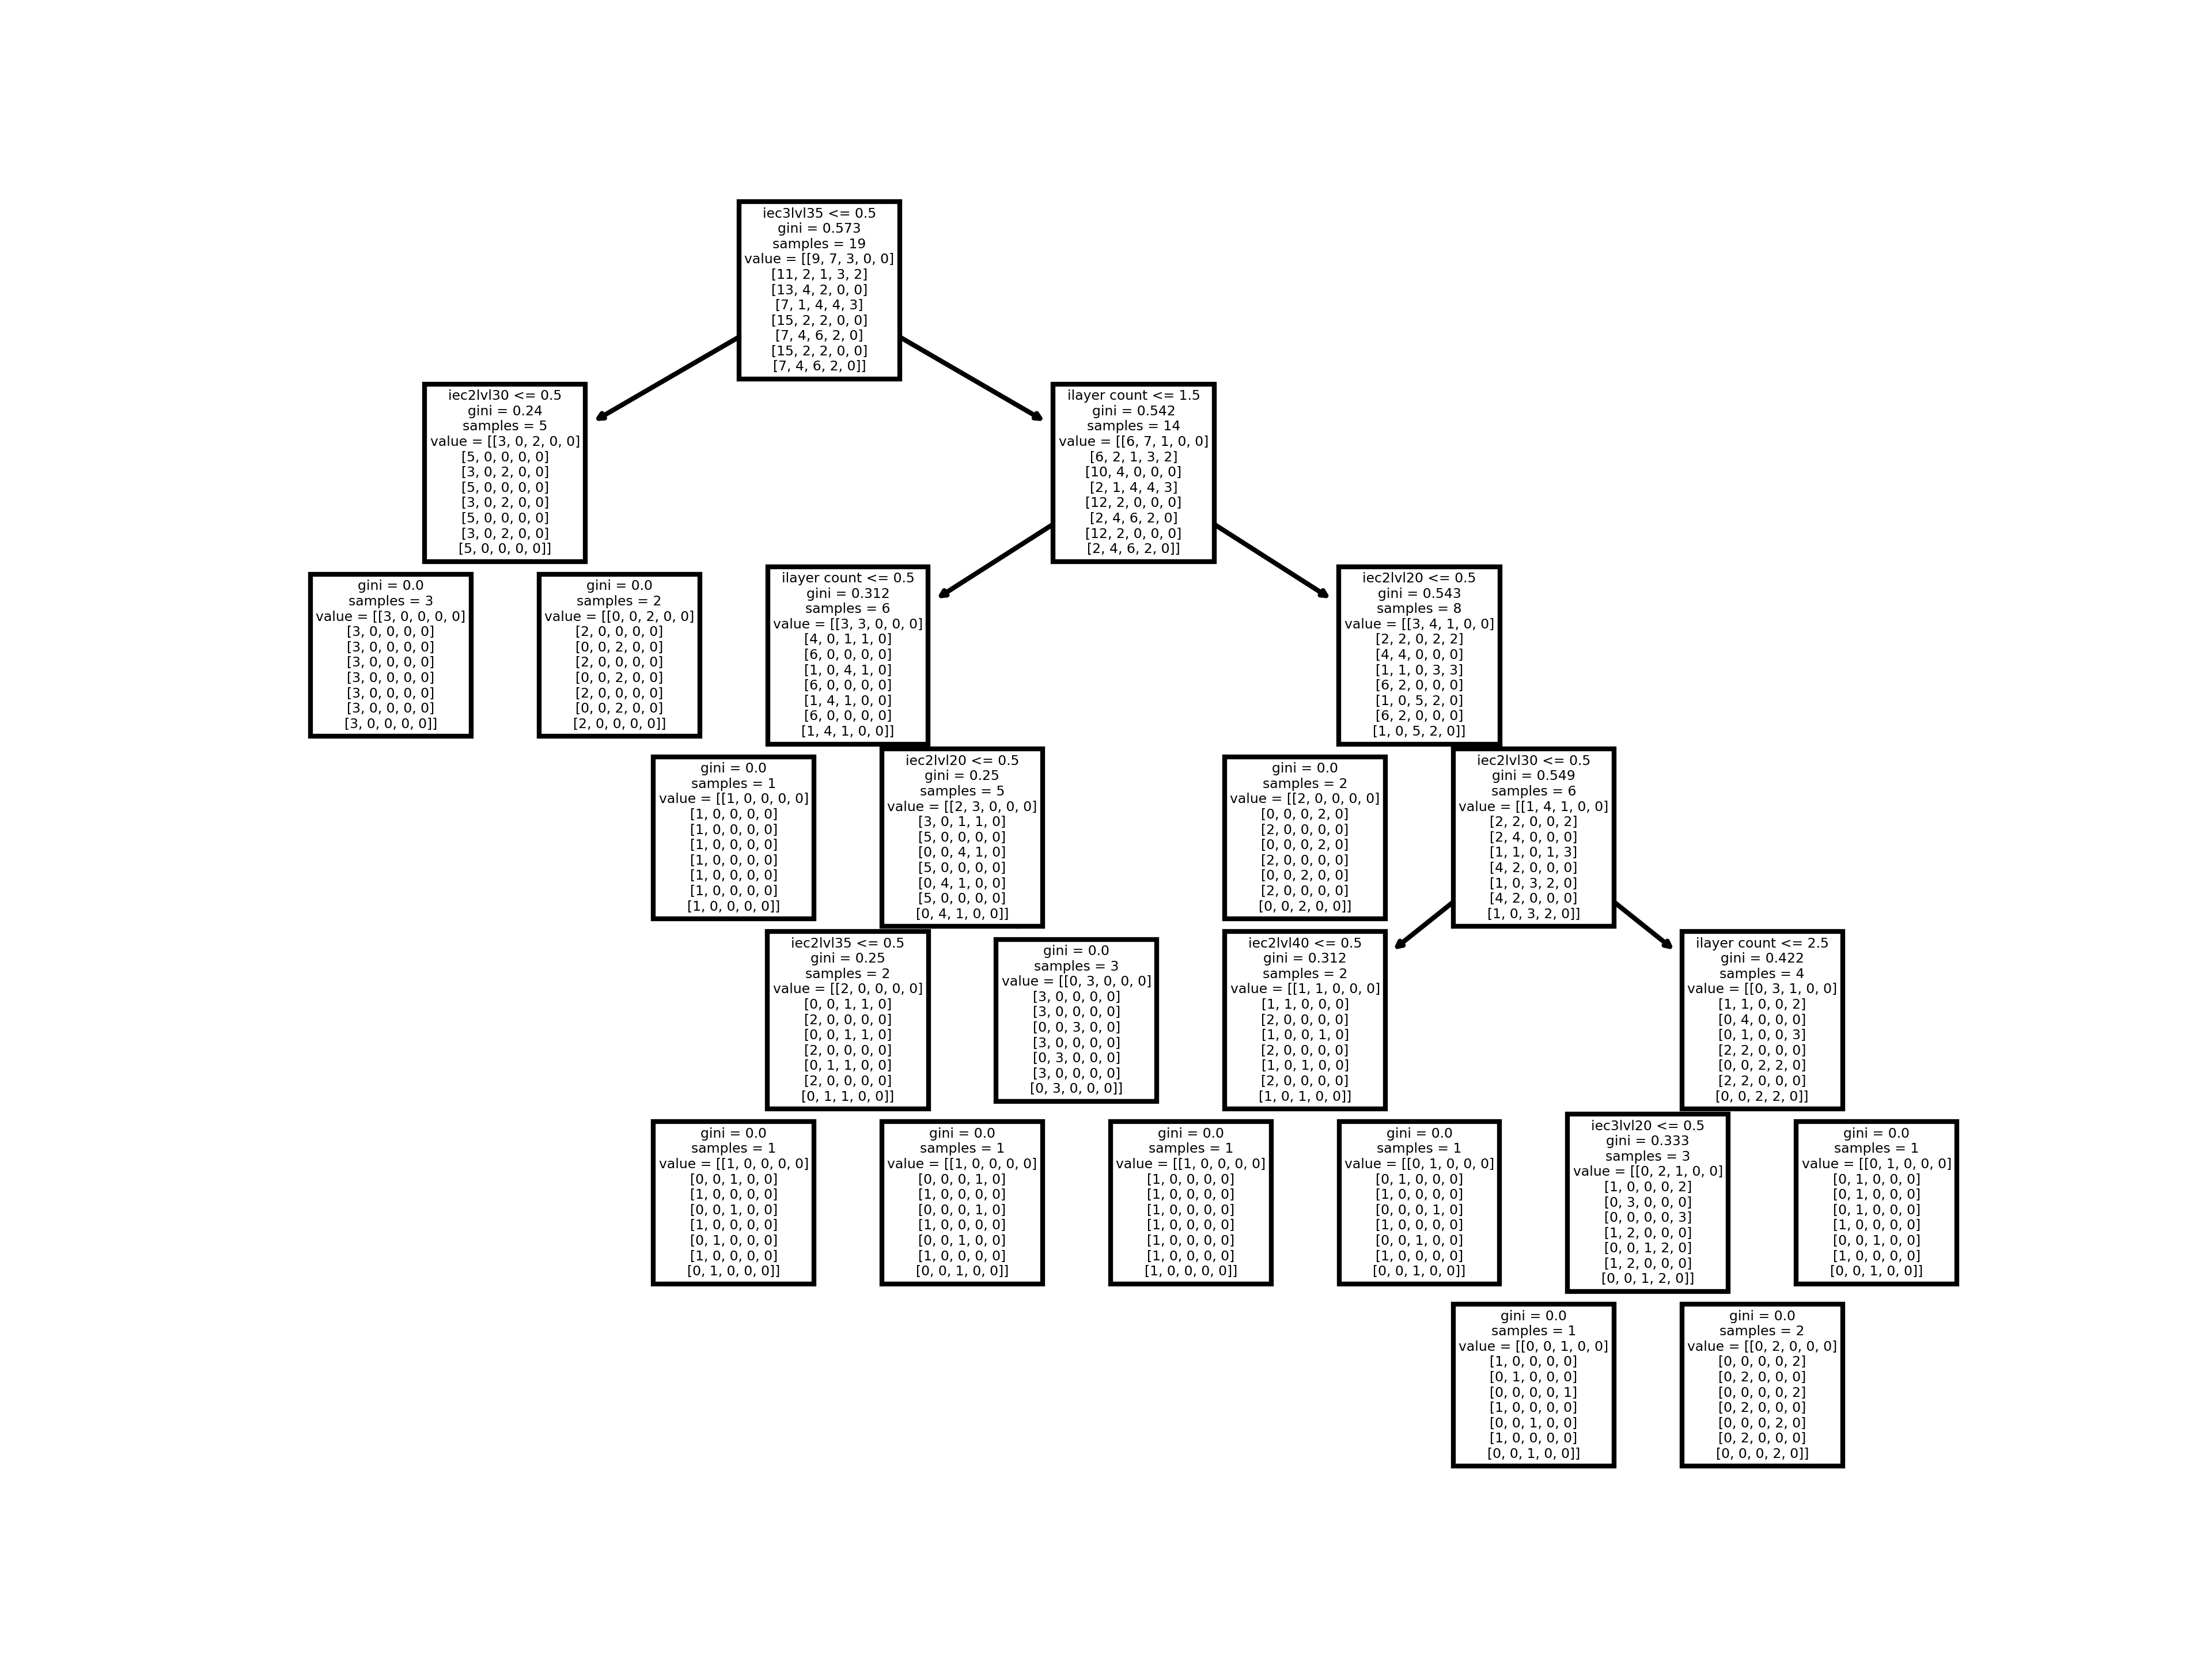 iec3lvl35 <= 0.5
gini = 0.573
samples = 19
value = [[9, 7, 3, 0, 0]
[11, 2, 1, 3, 2]
[13, 4, 2, 0, 0]
[7, 1, 4, 4, 3]
[15, 2, 2, 0, 0]
[7, 4, 6, 2, 0]
[15, 2, 2, 0, 0]
[7, 4, 6, 2, 0]]
iec2lvl30 <= 0.5
gini = 0.24
samples = 5
value = [[3, 0, 2, 0, 0]
[5, 0, 0, 0, 0]
[3, 0, 2, 0, 0]
[5, 0, 0, 0, 0]
[3, 0, 2, 0, 0]
[5, 0, 0, 0, 0]
[3, 0, 2, 0, 0]
[5, 0, 0, 0, 0]]
ilayer count <= 1.5
gini = 0.542
samples = 14
value = [[6, 7, 1, 0, 0]
[6, 2, 1, 3, 2]
[10, 4, 0, 0, 0]
[2, 1, 4, 4, 3]
[12, 2, 0, 0, 0]
[2, 4, 6, 2, 0]
[12, 2, 0, 0, 0]
[2, 4, 6, 2, 0]]
gini = 0.0
samples = 3
value = [[3, 0, 0, 0, 0]
[3, 0, 0, 0, 0]
[3, 0, 0, 0, 0]
[3, 0, 0, 0, 0]
[3, 0, 0, 0, 0]
[3, 0, 0, 0, 0]
[3, 0, 0, 0, 0]
[3, 0, 0, 0, 0]]
gini = 0.0
samples = 2
value = [[0, 0, 2, 0, 0]
[2, 0, 0, 0, 0]
[0, 0, 2, 0, 0]
[2, 0, 0, 0, 0]
[0, 0, 2, 0, 0]
[2, 0, 0, 0, 0]
[0, 0, 2, 0, 0]
[2, 0, 0, 0, 0]]
ilayer count <= 0.5
gini = 0.312
samples = 6
value = [[3, 3, 0, 0, 0]
[4, 0, 1, 1, 0]
[6, 0, 0, 0, 0]
[1, 0, 4, 1, 0]
[6, 0, 0, 0, 0]
[1, 4, 1, 0, 0]
[6, 0, 0, 0, 0]
[1, 4, 1, 0, 0]]
iec2lvl20 <= 0.5
gini = 0.543
samples = 8
value = [[3, 4, 1, 0, 0]
[2, 2, 0, 2, 2]
[4, 4, 0, 0, 0]
[1, 1, 0, 3, 3]
[6, 2, 0, 0, 0]
[1, 0, 5, 2, 0]
[6, 2, 0, 0, 0]
[1, 0, 5, 2, 0]]
gini = 0.0
samples = 1
value = [[1, 0, 0, 0, 0]
[1, 0, 0, 0, 0]
[1, 0, 0, 0, 0]
[1, 0, 0, 0, 0]
[1, 0, 0, 0, 0]
[1, 0, 0, 0, 0]
[1, 0, 0, 0, 0]
[1, 0, 0, 0, 0]]
iec2lvl20 <= 0.5
gini = 0.25
samples = 5
value = [[2, 3, 0, 0, 0]
[3, 0, 1, 1, 0]
[5, 0, 0, 0, 0]
[0, 0, 4, 1, 0]
[5, 0, 0, 0, 0]
[0, 4, 1, 0, 0]
[5, 0, 0, 0, 0]
[0, 4, 1, 0, 0]]
gini = 0.0
samples = 2
value = [[2, 0, 0, 0, 0]
[0, 0, 0, 2, 0]
[2, 0, 0, 0, 0]
[0, 0, 0, 2, 0]
[2, 0, 0, 0, 0]
[0, 0, 2, 0, 0]
[2, 0, 0, 0, 0]
[0, 0, 2, 0, 0]]
iec2lvl30 <= 0.5
gini = 0.549
samples = 6
value = [[1, 4, 1, 0, 0]
[2, 2, 0, 0, 2]
[2, 4, 0, 0, 0]
[1, 1, 0, 1, 3]
[4, 2, 0, 0, 0]
[1, 0, 3, 2, 0]
[4, 2, 0, 0, 0]
[1, 0, 3, 2, 0]]
iec2lvl35 <= 0.5
gini = 0.25
samples = 2
value = [[2, 0, 0, 0, 0]
[0, 0, 1, 1, 0]
[2, 0, 0, 0, 0]
[0, 0, 1, 1, 0]
[2, 0, 0, 0, 0]
[0, 1, 1, 0, 0]
[2, 0, 0, 0, 0]
[0, 1, 1, 0, 0]]
gini = 0.0
samples = 3
value = [[0, 3, 0, 0, 0]
[3, 0, 0, 0, 0]
[3, 0, 0, 0, 0]
[0, 0, 3, 0, 0]
[3, 0, 0, 0, 0]
[0, 3, 0, 0, 0]
[3, 0, 0, 0, 0]
[0, 3, 0, 0, 0]]
iec2lvl40 <= 0.5
gini = 0.312
samples = 2
value = [[1, 1, 0, 0, 0]
[1, 1, 0, 0, 0]
[2, 0, 0, 0, 0]
[1, 0, 0, 1, 0]
[2, 0, 0, 0, 0]
[1, 0, 1, 0, 0]
[2, 0, 0, 0, 0]
[1, 0, 1, 0, 0]]
ilayer count <= 2.5
gini = 0.422
samples = 4
value = [[0, 3, 1, 0, 0]
[1, 1, 0, 0, 2]
[0, 4, 0, 0, 0]
[0, 1, 0, 0, 3]
[2, 2, 0, 0, 0]
[0, 0, 2, 2, 0]
[2, 2, 0, 0, 0]
[0, 0, 2, 2, 0]]
gini = 0.0
samples = 1
value = [[1, 0, 0, 0, 0]
[0, 0, 1, 0, 0]
[1, 0, 0, 0, 0]
[0, 0, 1, 0, 0]
[1, 0, 0, 0, 0]
[0, 1, 0, 0, 0]
[1, 0, 0, 0, 0]
[0, 1, 0, 0, 0]]
gini = 0.0
samples = 1
value = [[1, 0, 0, 0, 0]
[0, 0, 0, 1, 0]
[1, 0, 0, 0, 0]
[0, 0, 0, 1, 0]
[1, 0, 0, 0, 0]
[0, 0, 1, 0, 0]
[1, 0, 0, 0, 0]
[0, 0, 1, 0, 0]]
gini = 0.0
samples = 1
value = [[1, 0, 0, 0, 0]
[1, 0, 0, 0, 0]
[1, 0, 0, 0, 0]
[1, 0, 0, 0, 0]
[1, 0, 0, 0, 0]
[1, 0, 0, 0, 0]
[1, 0, 0, 0, 0]
[1, 0, 0, 0, 0]]
gini = 0.0
samples = 1
value = [[0, 1, 0, 0, 0]
[0, 1, 0, 0, 0]
[1, 0, 0, 0, 0]
[0, 0, 0, 1, 0]
[1, 0, 0, 0, 0]
[0, 0, 1, 0, 0]
[1, 0, 0, 0, 0]
[0, 0, 1, 0, 0]]
iec3lvl20 <= 0.5
gini = 0.333
samples = 3
value = [[0, 2, 1, 0, 0]
[1, 0, 0, 0, 2]
[0, 3, 0, 0, 0]
[0, 0, 0, 0, 3]
[1, 2, 0, 0, 0]
[0, 0, 1, 2, 0]
[1, 2, 0, 0, 0]
[0, 0, 1, 2, 0]]
gini = 0.0
samples = 1
value = [[0, 1, 0, 0, 0]
[0, 1, 0, 0, 0]
[0, 1, 0, 0, 0]
[0, 1, 0, 0, 0]
[1, 0, 0, 0, 0]
[0, 0, 1, 0, 0]
[1, 0, 0, 0, 0]
[0, 0, 1, 0, 0]]
gini = 0.0
samples = 1
value = [[0, 0, 1, 0, 0]
[1, 0, 0, 0, 0]
[0, 1, 0, 0, 0]
[0, 0, 0, 0, 1]
[1, 0, 0, 0, 0]
[0, 0, 1, 0, 0]
[1, 0, 0, 0, 0]
[0, 0, 1, 0, 0]]
gini = 0.0
samples = 2
value = [[0, 2, 0, 0, 0]
[0, 0, 0, 0, 2]
[0, 2, 0, 0, 0]
[0, 0, 0, 0, 2]
[0, 2, 0, 0, 0]
[0, 0, 0, 2, 0]
[0, 2, 0, 0, 0]
[0, 0, 0, 2, 0]]